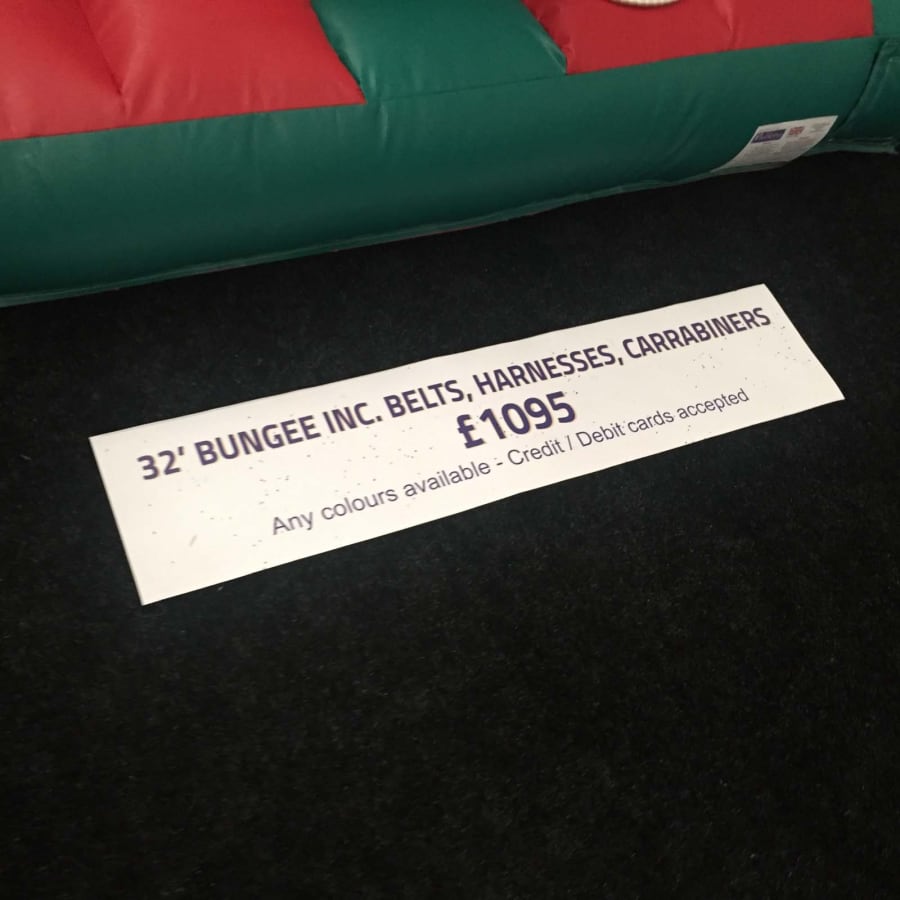 32' BUNGEE INC. BELTS, HARNESSES, CARRABINERS
£1095
Any colours available - Credit / Debit cards accepted